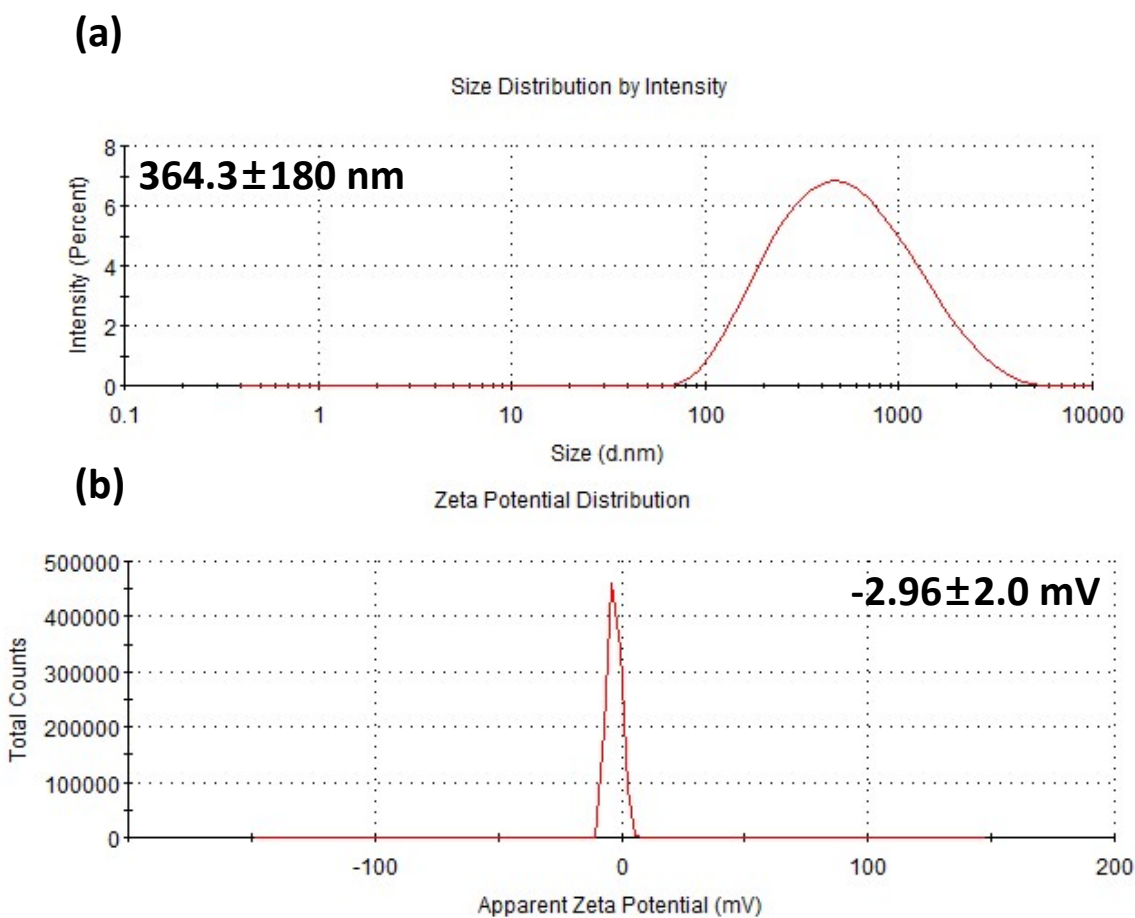 (a)
Size Distribution by Intensity
364.3±180 nm
Intensity (Percent)
8
6
4
2
0
0.1 1 10 100 1000 10000
Size (d.nm)
(b)
Zeta Potential Distribution
-2.96±2.0 mV
Total Counts
500000
400000
300000
200000
100000
0
-100 0 100 200
Apparent Zeta Potential (mV)